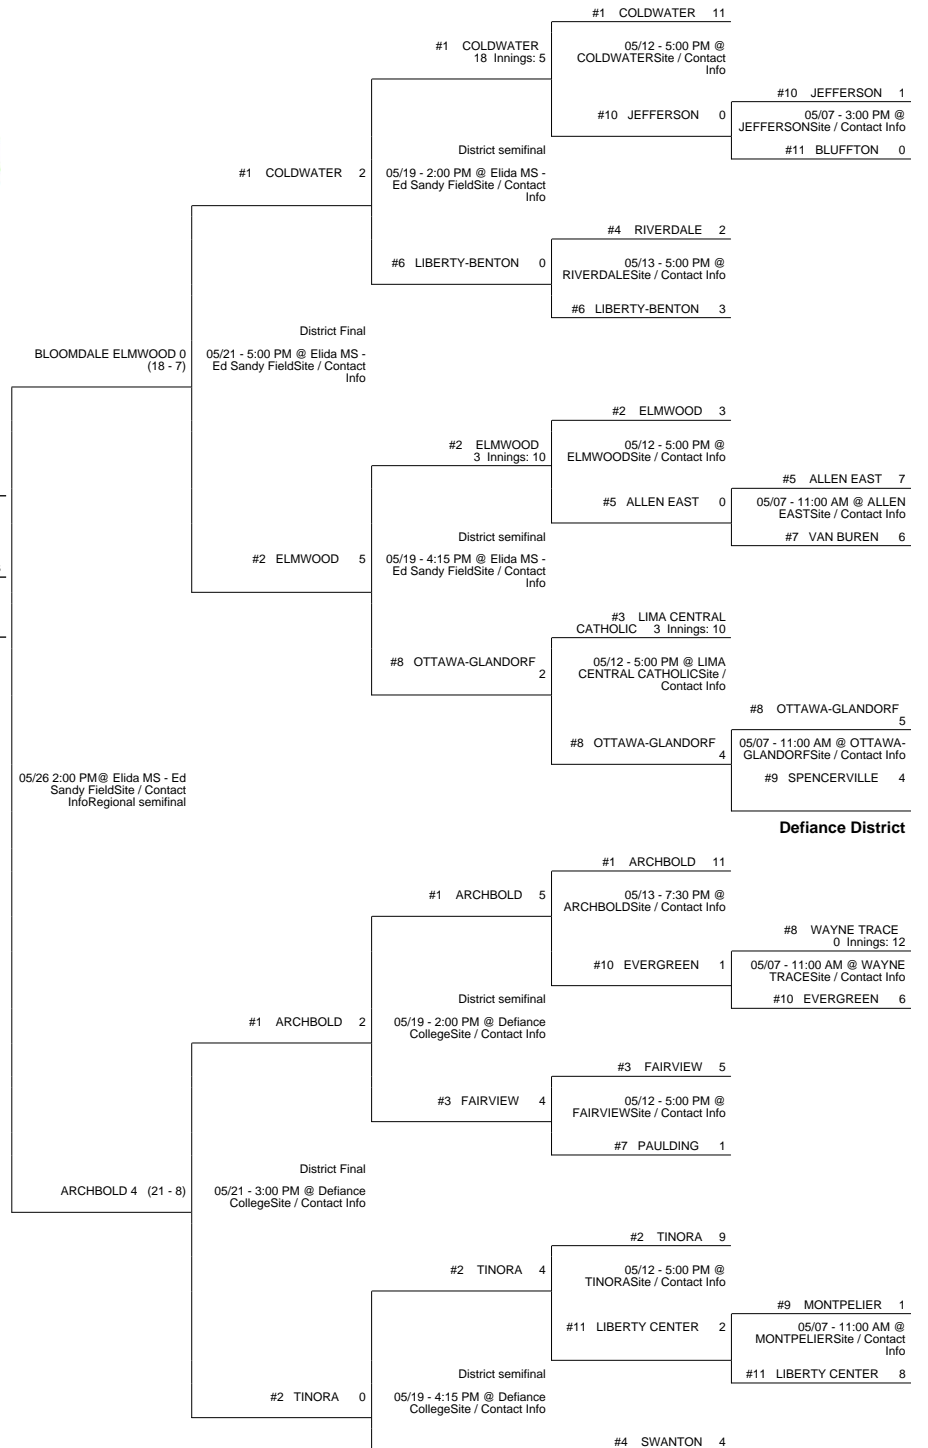 #1 COLDWATER 11
#1 COLDWATER
18 Innings: 5
05/12 - 5:00 PM @
COLDWATERSite / Contact
Info
#10 JEFFERSON 1
#10 JEFFERSON 0
05/07 - 3:00 PM @
JEFFERSONSite / Contact Info
#11 BLUFFTON 0
District semifinal
#1 COLDWATER 2
05/19 - 2:00 PM @ Elida MS -
Ed Sandy FieldSite / Contact
Info
#4 RIVERDALE 2
#6 LIBERTY-BENTON 0
05/13 - 5:00 PM @
RIVERDALESite / Contact Info
#6 LIBERTY-BENTON 3
District Final
BLOOMDALE ELMWOOD 0
(18 - 7)
05/21 - 5:00 PM @ Elida MS -
Ed Sandy FieldSite / Contact
Info
#2 ELMWOOD 3
#2 ELMWOOD
3 Innings: 10
05/12 - 5:00 PM @
ELMWOODSite / Contact Info
#5 ALLEN EAST 7
#5 ALLEN EAST 0
05/07 - 11:00 AM @ ALLEN
EASTSite / Contact Info
#7 VAN BUREN 6
District semifinal
#2 ELMWOOD 5
05/19 - 4:15 PM @ Elida MS -
Ed Sandy FieldSite / Contact
Info
#3 LIMA CENTRAL
CATHOLIC 3 Innings: 10
#8 OTTAWA-GLANDORF
2
05/12 - 5:00 PM @ LIMA
CENTRAL CATHOLICSite /
Contact Info
#8 OTTAWA-GLANDORF
5
#8 OTTAWA-GLANDORF
4
05/07 - 11:00 AM @ OTTAWA-
GLANDORFSite / Contact Info
#9 SPENCERVILLE 4
05/26 2:00 PM@ Elida MS - Ed
Sandy FieldSite / Contact
InfoRegional semifinal
Defiance District
#1 ARCHBOLD 11
#1 ARCHBOLD 5
05/13 - 7:30 PM @
ARCHBOLDSite / Contact Info
#8 WAYNE TRACE
0 Innings: 12
#10 EVERGREEN 1
05/07 - 11:00 AM @ WAYNE
TRACESite / Contact Info
#10 EVERGREEN 6
District semifinal
#1 ARCHBOLD 2
05/19 - 2:00 PM @ Defiance
CollegeSite / Contact Info
#3 FAIRVIEW 5
#3 FAIRVIEW 4
05/12 - 5:00 PM @
FAIRVIEWSite / Contact Info
#7 PAULDING 1
District Final
ARCHBOLD 4 (21 - 8)
05/21 - 3:00 PM @ Defiance
CollegeSite / Contact Info
#2 TINORA 9
#2 TINORA 4
05/12 - 5:00 PM @
TINORASite / Contact Info
#9 MONTPELIER 1
#11 LIBERTY CENTER 2
05/07 - 11:00 AM @
MONTPELIERSite / Contact
Info
#11 LIBERTY CENTER 8
District semifinal
#2 TINORA 0
05/19 - 4:15 PM @ Defiance
CollegeSite / Contact Info
#4 SWANTON 4